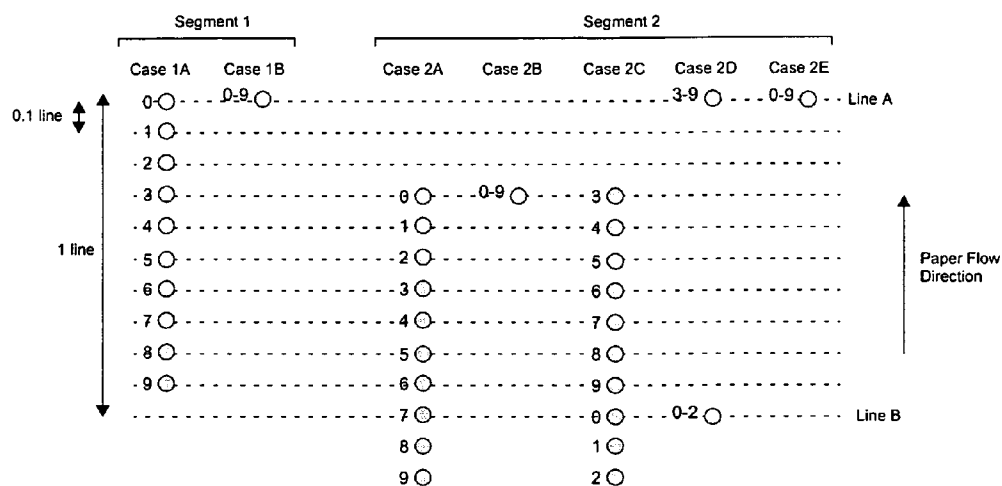 Segment 1 Segment 2
Case 1A Case 1B Case 2A Case 2B Case 2C Case 2D Case 2E
0 0-9 3-9 0-9 Line A
0.1 line
1
2
3 0 0-9 3
4 1 4
1 line
5 2 5
Paper Flow
Direction
6 3 6
7 4 7
8 5 8
9 6 9
7 0 0-2 Line B
8 1
9 2